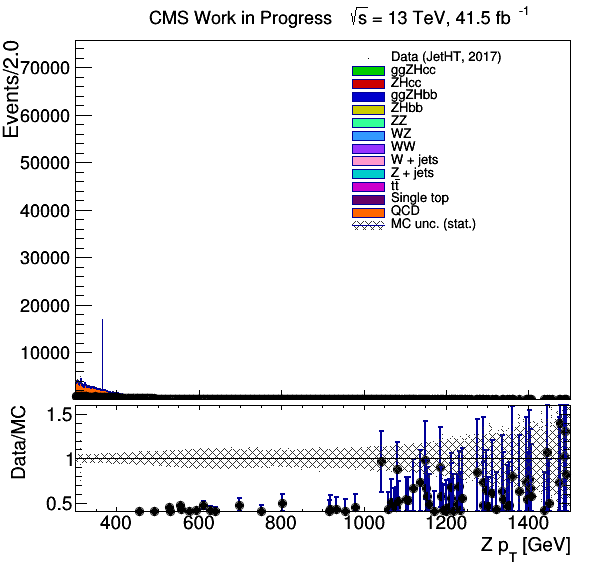 CMS Work in Progress √s = 13 TeV, 41.5 fb⁻¹
Events/2.0
70000
60000
50000
40000
30000
20000
10000
Data (JetHT, 2017)
ggZHcc
ZHcc
ggZHbb
ZHbb
ZZ
WZ
WW
W + jets
Z + jets
tt̄
Single top
QCD
MC unc. (stat.)
Data/MC
1.5
1
0.5
400 600 800 1000 1200 1400
Z p_T [GeV]